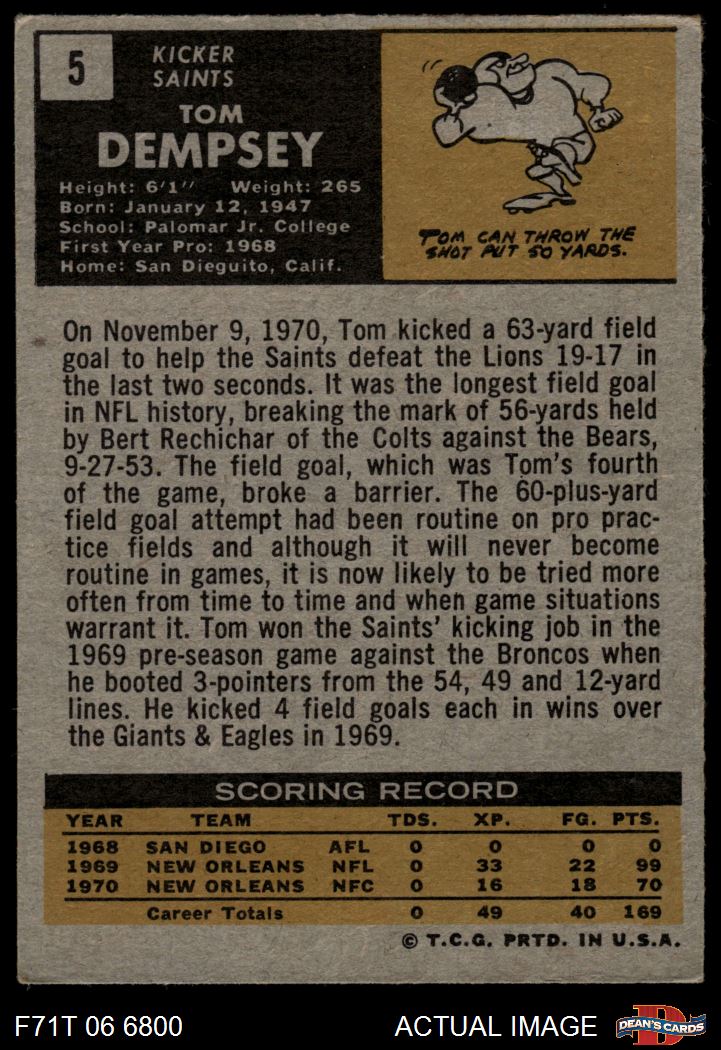 5
KICKER
SAINTS
TOM
DEMPSEY
Height: 6'1" Weight: 265
Born: January 12, 1947
School: Palomar Jr. College
First Year Pro: 1968
Home: San Dieguito, Calif.
TOM CAN THROW THE
SHOT PUT 50 YARDS.
On November 9, 1970, Tom kicked a 63-yard field
goal to help the Saints defeat the Lions 19-17 in
the last two seconds. It was the longest field goal
in NFL history, breaking the mark of 56-yards held
by Bert Rechichar of the Colts against the Bears,
9-27-53. The field goal, which was Tom's fourth
of the game, broke a barrier. The 60-plus-yard
field goal attempt had been routine on pro prac-
tice fields and although it will never become
routine in games, it is now likely to be tried more
often from time to time and when game situations
warrant it. Tom won the Saints' kicking job in the
1969 pre-season game against the Broncos when
he booted 3-pointers from the 54, 49 and 12-yard
lines. He kicked 4 field goals each in wins over
the Giants & Eagles in 1969.
SCORING RECORD
YEAR TEAM TDS. XP. FG. PTS.
1968 SAN DIEGO AFL 0 0 0 0
1969 NEW ORLEANS NFL 0 33 22 99
1970 NEW ORLEANS NFC 0 16 18 70
Career Totals 0 49 40 169
© T.C.G. PRTD. IN U.S.A.
F71T 06 6800 ACTUAL IMAGE D DEAN'S CARDS